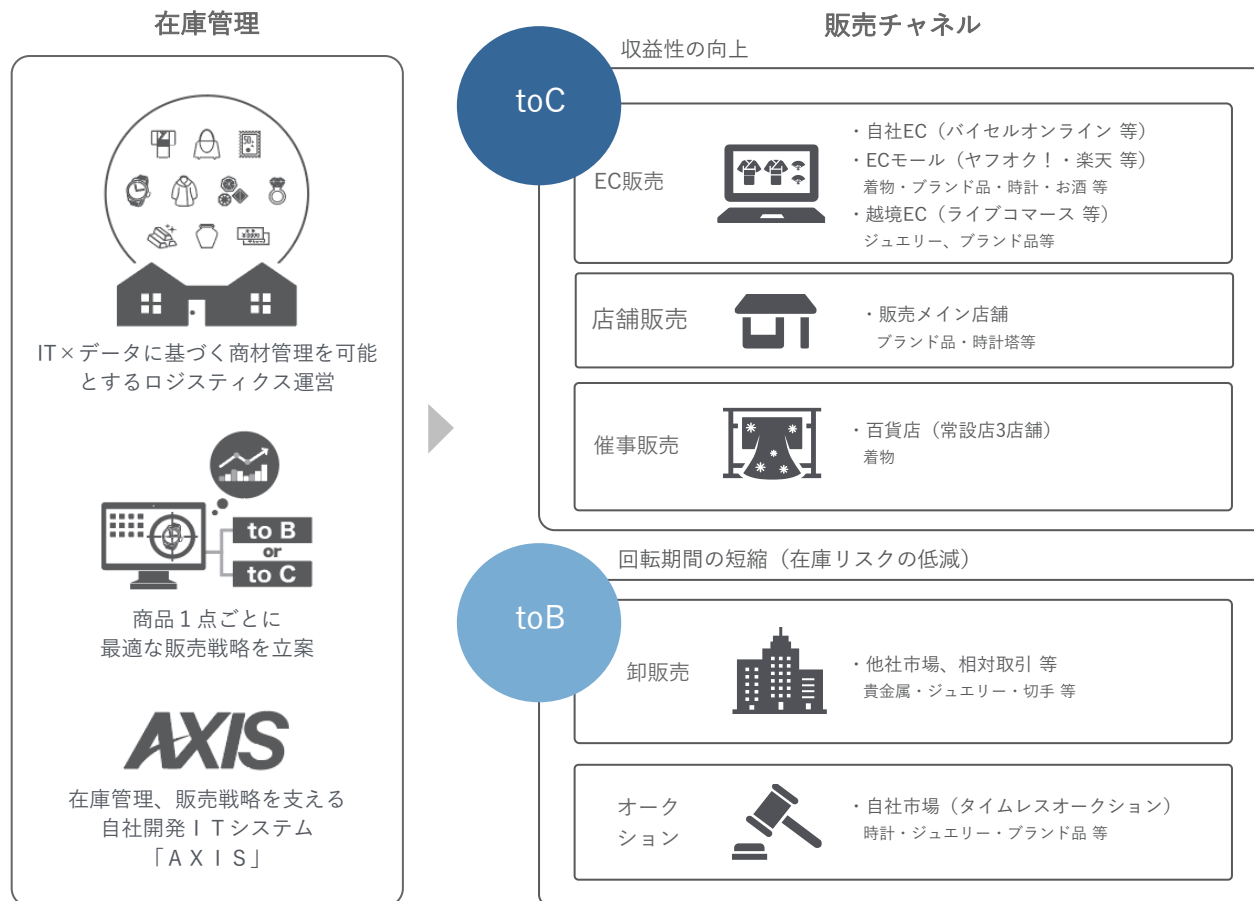 在庫管理
IT×データに基づく商材管理を可能
とするロジスティクス運営
to B
or
to C
商品１点ごとに
最適な販売戦略を立案
AXIS
在庫管理、販売戦略を支える
自社開発ＩＴシステム
「ＡＸＩＳ」
販売チャネル
toC
収益性の向上
EC販売
・自社EC（バイセルオンライン 等）
・ECモール（ヤフオク！・楽天 等）
着物・ブランド品・時計・お酒 等
・越境EC（ライブコマース 等）
ジュエリー、ブランド品等
店舗販売
・販売メイン店舗
ブランド品・時計塔等
催事販売
・百貨店（常設店3店舗）
着物
toB
回転期間の短縮（在庫リスクの低減）
卸販売
・他社市場、相対取引 等
貴金属・ジュエリー・切手 等
オーク
ション
・自社市場（タイムレスオークション）
時計・ジュエリー・ブランド品 等